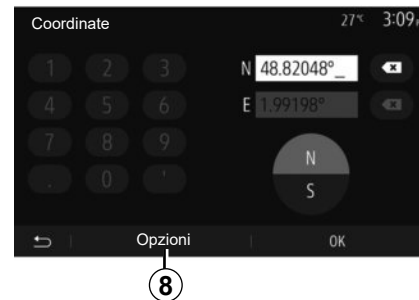 Coordinate 27° 3:09
1 2 3 N 48.82048°_
4 5 6 E 1.99198°
7 8 9
. 0 ' N
S
Opzioni OK
8